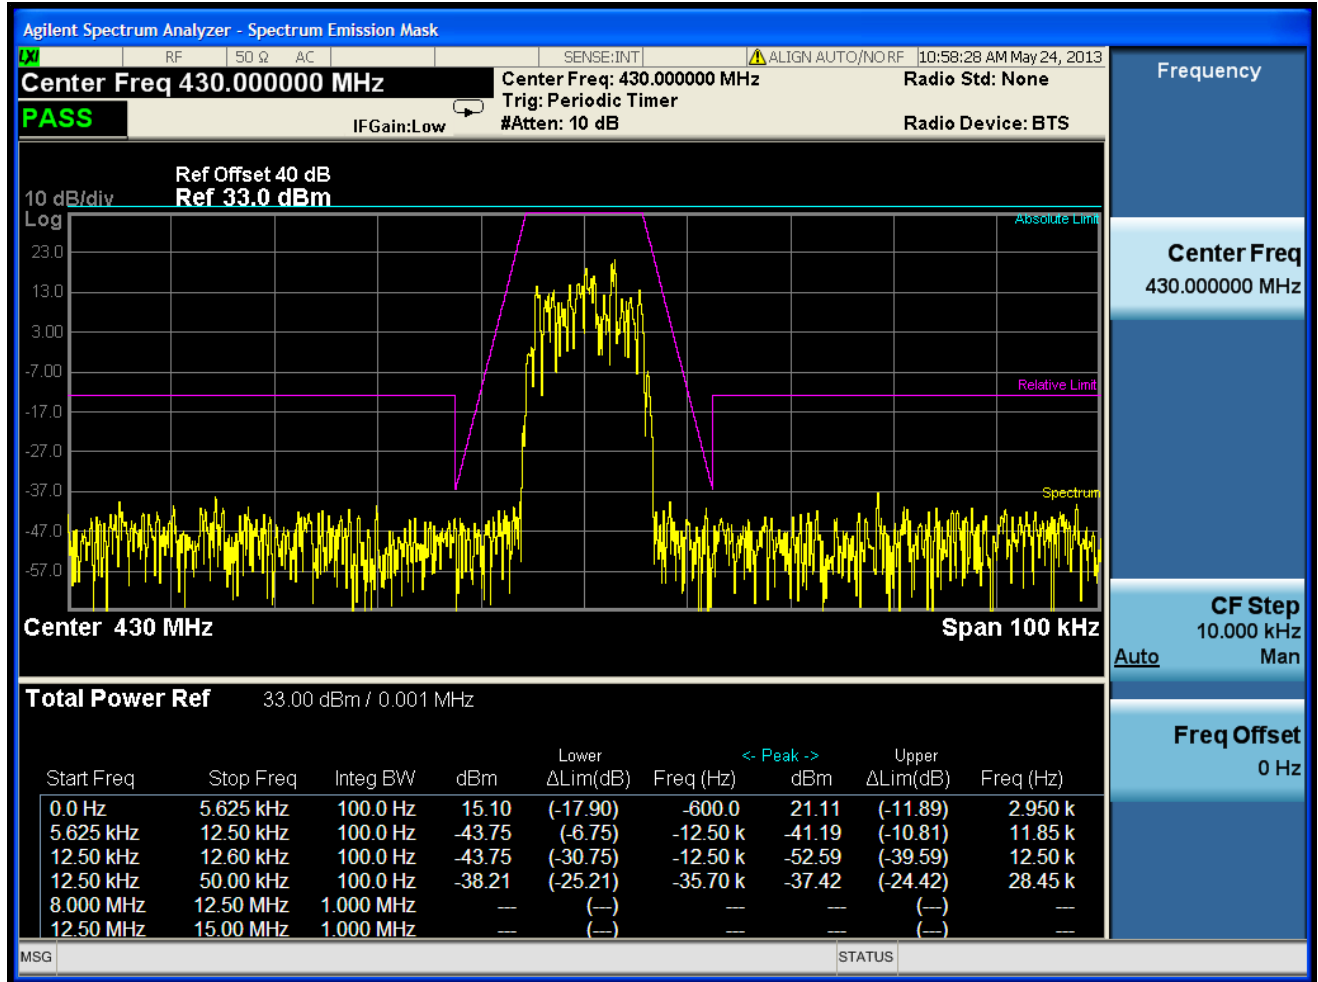 Agilent Spectrum Analyzer - Spectrum Emission Mask
LXI RF 50 Ω AC SENSE:INT ALIGN AUTO/NO RF 10:58:28 AM May 24, 2013
Center Freq 430.000000 MHz
Center Freq: 430.000000 MHz
Radio Std: None
Trig: Periodic Timer
PASS
IFGain:Low
#Atten: 10 dB
Radio Device: BTS
Ref Offset 40 dB
10 dB/div Ref 33.0 dBm
Log
Absolute Limit
23.0
13.0
3.00
-7.00
Relative Limit
-17.0
-27.0
-37.0
Spectrum
-47.0
-57.0
Center 430 MHz
Span 100 kHz
Total Power Ref 33.00 dBm / 0.001 MHz
Lower <- Peak -> Upper
Start Freq Stop Freq Integ BW dBm ΔLim(dB) Freq (Hz) dBm ΔLim(dB) Freq (Hz)
0.0 Hz 5.625 kHz 100.0 Hz 15.10 (-17.90) -600.0 21.11 (-11.89) 2.950 k
5.625 kHz 12.50 kHz 100.0 Hz -43.75 (-6.75) -12.50 k -41.19 (-10.81) 11.85 k
12.50 kHz 12.60 kHz 100.0 Hz -43.75 (-30.75) -12.50 k -52.59 (-39.59) 12.50 k
12.50 kHz 50.00 kHz 100.0 Hz -38.21 (-25.21) -35.70 k -37.42 (-24.42) 28.45 k
8.000 MHz 12.50 MHz 1.000 MHz --- (---) --- --- (---) ---
12.50 MHz 15.00 MHz 1.000 MHz --- (---) --- --- (---) ---
MSG
STATUS
Frequency
Center Freq
430.000000 MHz
CF Step
10.000 kHz
Auto Man
Freq Offset
0 Hz